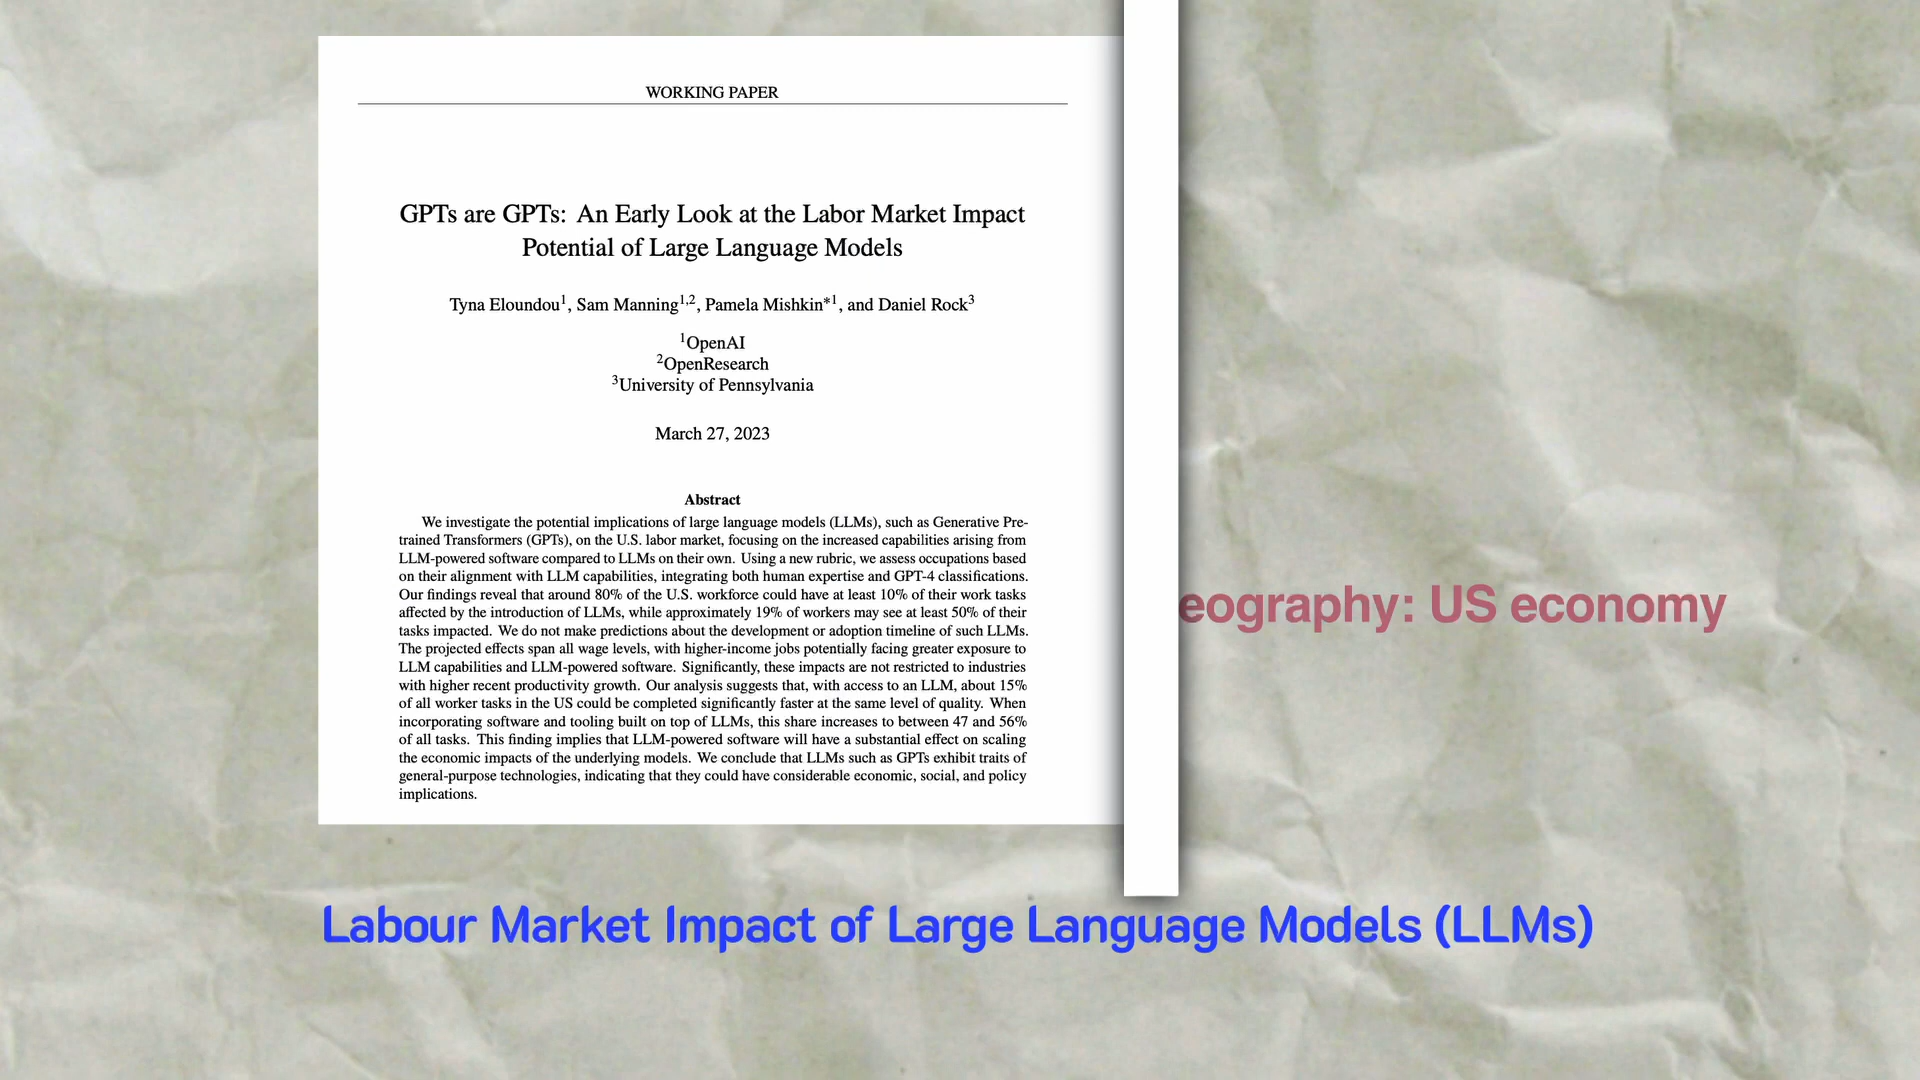 WORKING PAPER
GPTs are GPTs: An Early Look at the Labor Market Impact
Potential of Large Language Models
Tyna Eloundou¹, Sam Manning¹,², Pamela Mishkin*¹, and Daniel Rock³
¹OpenAI
²OpenResearch
³University of Pennsylvania
March 27, 2023
Abstract
We investigate the potential implications of large language models (LLMs), such as Generative Pre-
trained Transformers (GPTs), on the U.S. labor market, focusing on the increased capabilities arising from
LLM-powered software compared to LLMs on their own. Using a new rubric, we assess occupations based
on their alignment with LLM capabilities, integrating both human expertise and GPT-4 classifications.
Our findings reveal that around 80% of the U.S. workforce could have at least 10% of their work tasks
affected by the introduction of LLMs, while approximately 19% of workers may see at least 50% of their
tasks impacted. We do not make predictions about the development or adoption timeline of such LLMs.
The projected effects span all wage levels, with higher-income jobs potentially facing greater exposure to
LLM capabilities and LLM-powered software. Significantly, these impacts are not restricted to industries
with higher recent productivity growth. Our analysis suggests that, with access to an LLM, about 15%
of all worker tasks in the US could be completed significantly faster at the same level of quality. When
incorporating software and tooling built on top of LLMs, this share increases to between 47 and 56%
of all tasks. This finding implies that LLM-powered software will have a substantial effect on scaling
the economic impacts of the underlying models. We conclude that LLMs such as GPTs exhibit traits of
general-purpose technologies, indicating that they could have considerable economic, social, and policy
implications.
eography: US economy
Labour Market Impact of Large Language Models (LLMs)